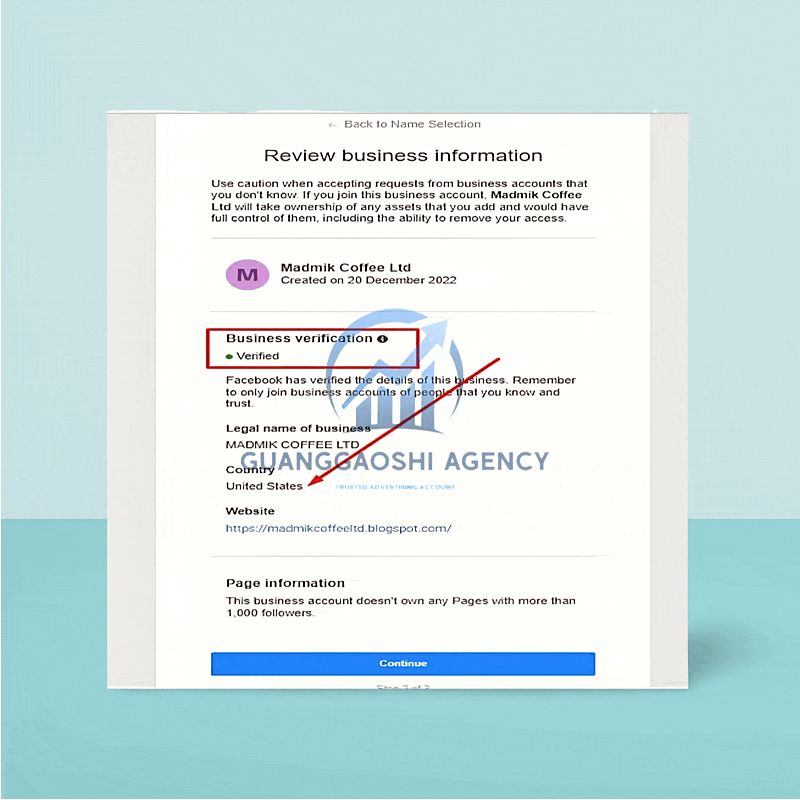 ← Back to Name Selection
Review business information
Use caution when accepting requests from business accounts that
you don't know. If you join this business account, Madmik Coffee
Ltd will take ownership of any assets that you add and would have
full control of them, including the ability to remove your access.
M
Madmik Coffee Ltd
Created on 20 December 2022
Business verification
Verified
Facebook has verified the details of this business. Remember
to only join business accounts of people that you know and
trust.
Legal name of business
MADMIK COFFEE LTD
GUANGGAOSHI AGENCY
Country
United States
TRUSTED ADVERTISING ACCOUNT
Website
https://madmikcoffeeltd.blogspot.com/
Page information
This business account doesn't own any Pages with more than
1,000 followers.
Continue